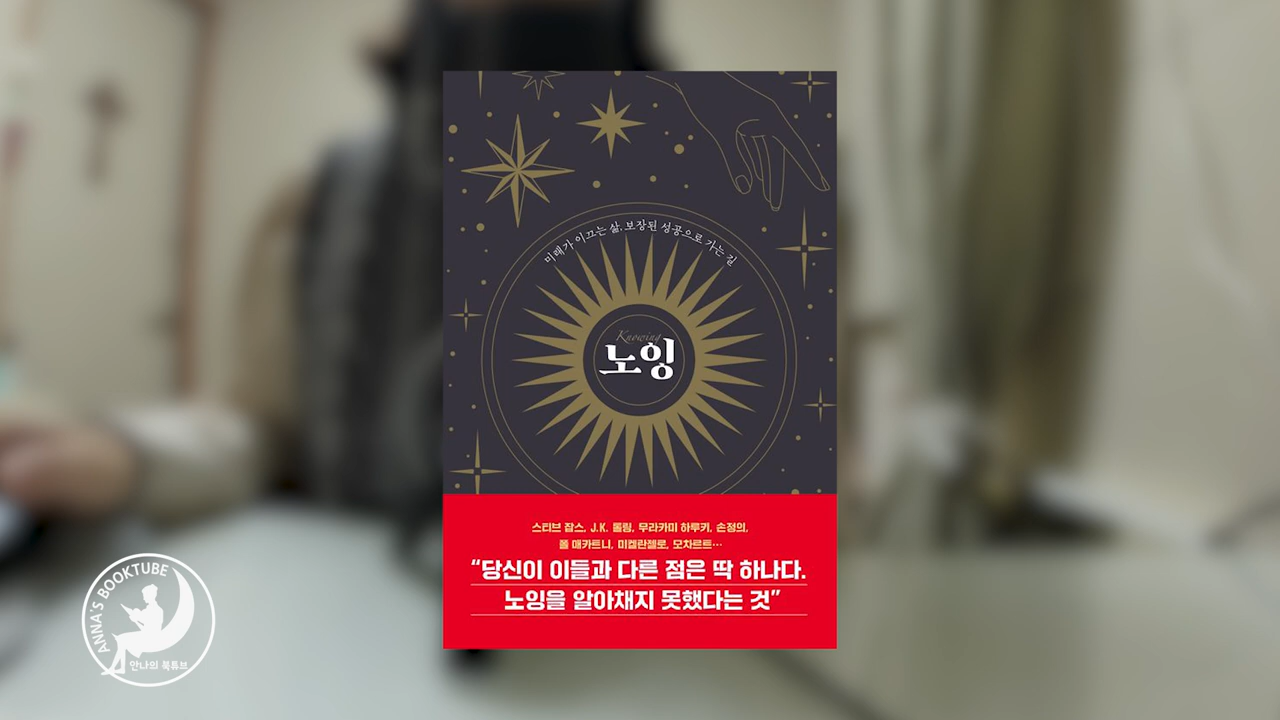 미래가 이끄는 삶, 보장된 성공으로 가는 길
Knowing
노잉
스티브 잡스, J.K. 롤링, 무라카미 하루키, 손정의,
폴 매카트니, 미켈란젤로, 모차르트…
“당신이 이들과 다른 점은 딱 하나다.
노잉을 알아채지 못했다는 것”
ANNA'S BOOKTUBE
안나의 북튜브